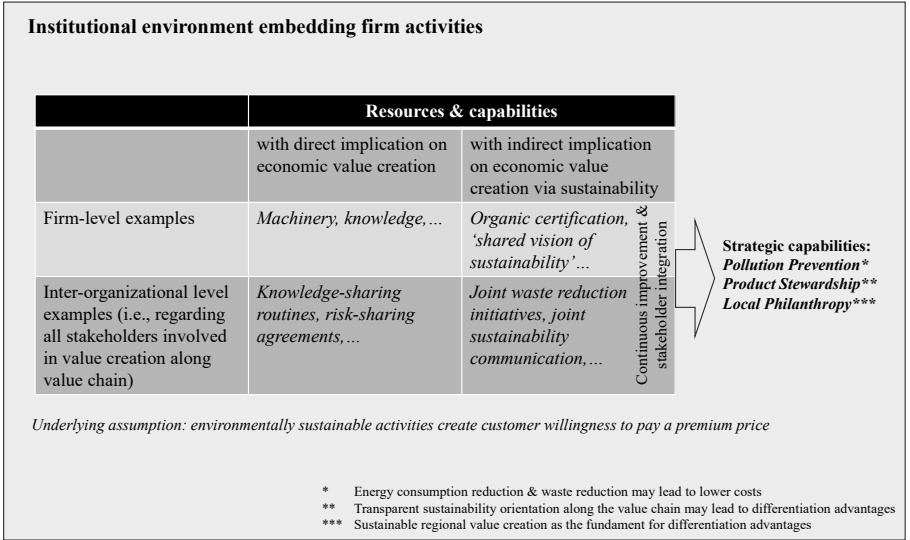 Institutional environment embedding firm activities
Resources & capabilities
with direct implication on
economic value creation
with indirect implication
on economic value
creation via sustainability
Firm-level examples
Machinery, knowledge,…
Organic certification,
‘shared vision of
sustainability’…
Inter-organizational level
examples (i.e., regarding
all stakeholders involved
in value creation along
value chain)
Knowledge-sharing
routines, risk-sharing
agreements,…
Joint waste reduction
initiatives, joint
sustainability
communication,…
Continuous improvement &
stakeholder integration
Strategic capabilities:
Pollution Prevention*
Product Stewardship**
Local Philanthropy***
Underlying assumption: environmentally sustainable activities create customer willingness to pay a premium price
* Energy consumption reduction & waste reduction may lead to lower costs
** Transparent sustainability orientation along the value chain may lead to differentiation advantages
*** Sustainable regional value creation as the fundament for differentiation advantages